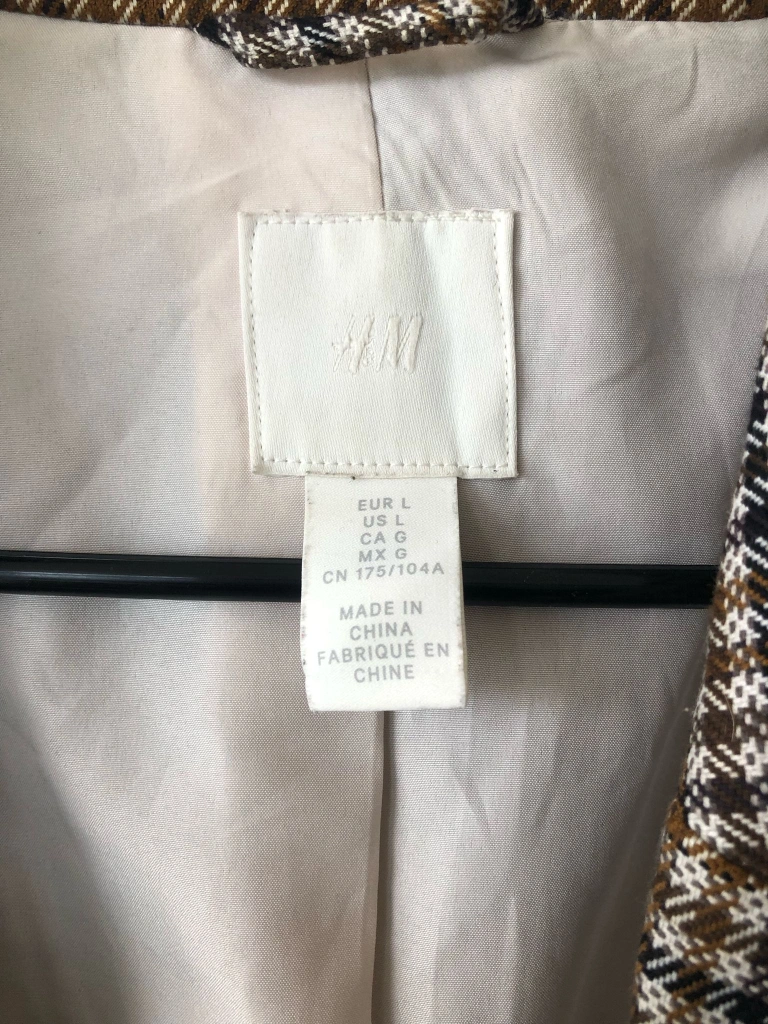 H&M
EUR L
US L
CA G
MX G
CN 175/104A
MADE IN
CHINA
FABRIQUÉ EN
CHINE